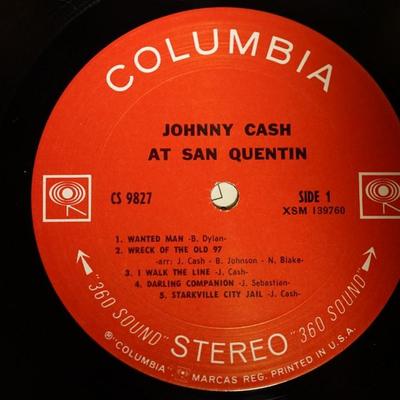 COLUMBIA
JOHNNY CASH
AT SAN QUENTIN
CS 9827
SIDE 1
XSM 139760
1. WANTED MAN -B. Dylan-
2. WRECK OF THE OLD 97
-arr: J. Cash - B. Johnson - N. Blake-
3. I WALK THE LINE -J. Cash-
4. DARLING COMPANION -J. Sebastian-
5. STARKVILLE CITY JAIL -J. Cash-
"360 SOUND" STEREO "360 SOUND"
® "COLUMBIA", MARCAS REG. PRINTED IN U.S.A.